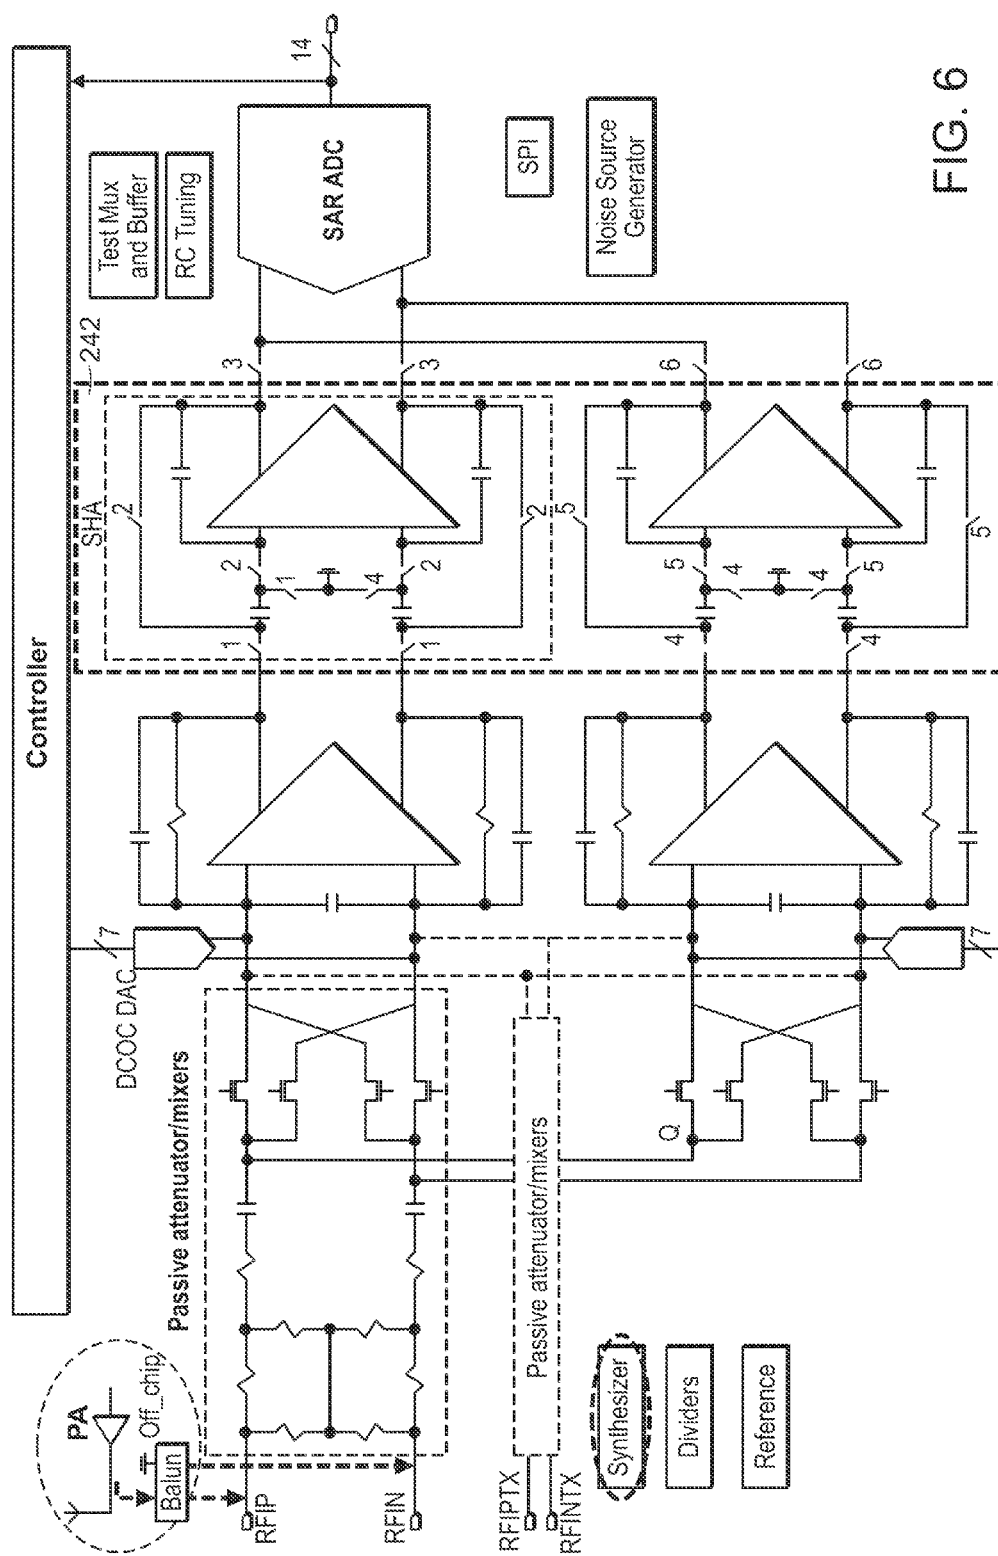 Controller
14
Test Mux
and Buffer
RC Tuning
SAR ADC
SPI
Noise Source
Generator
FIG. 6
242
SHA
3
3
6
6
2
2
1
4
2
1
1
2
5
5
4
4
5
4
4
5
7
DCOC DAC
7
Passive attenuator/mixers
Q
Passive attenuator/mixers
PA
Off_chip
Balun
RFIP
RFIN
RFIPTX
RFINTX
Synthesizer
Dividers
Reference